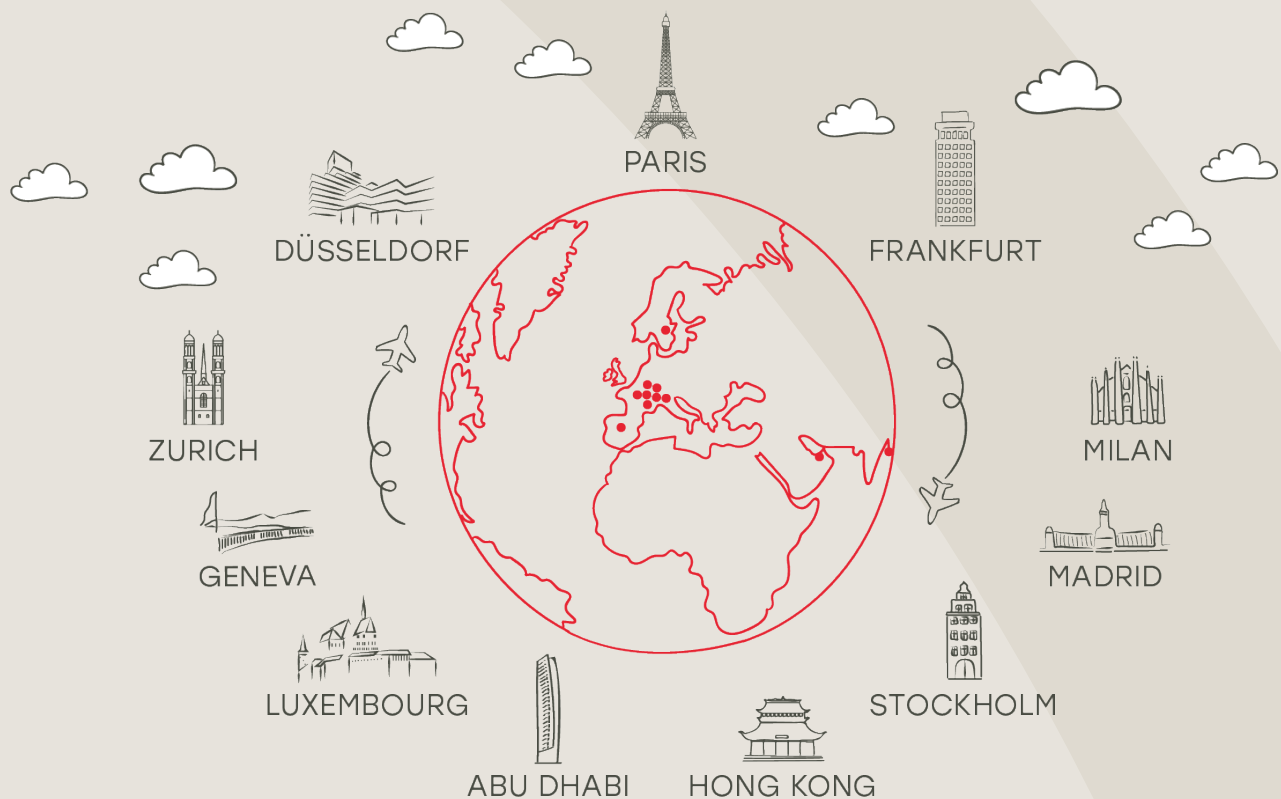 PARIS
DÜSSELDORF
FRANKFURT
ZURICH
MILAN
GENEVA
MADRID
LUXEMBOURG
STOCKHOLM
ABU DHABI
HONG KONG